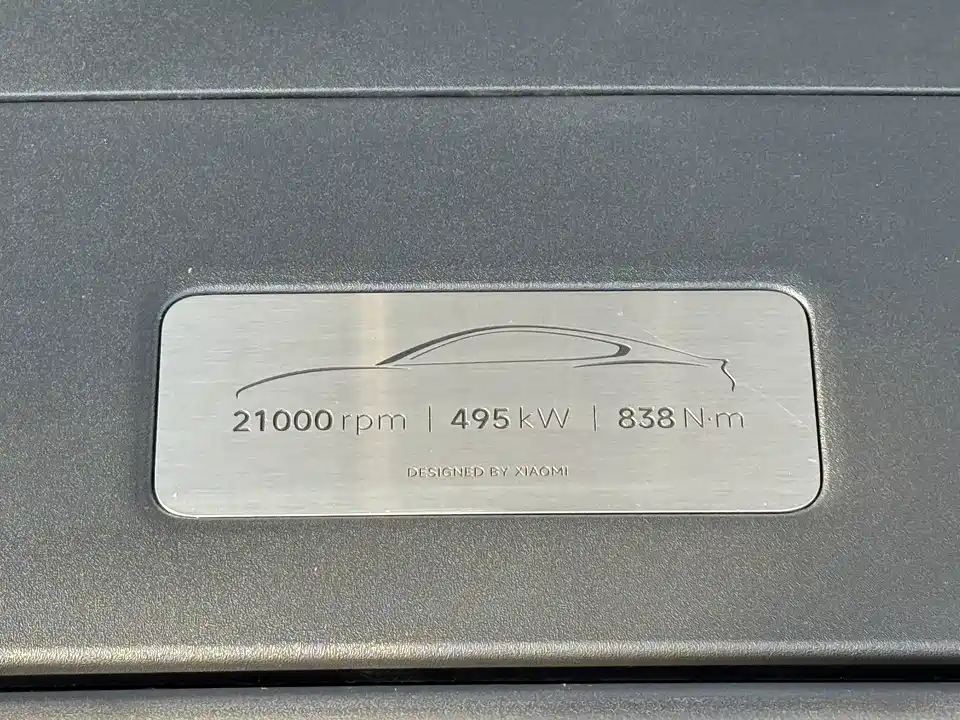 21000 rpm | 495 kW | 838 N·m
DESIGNED BY XIAOMI